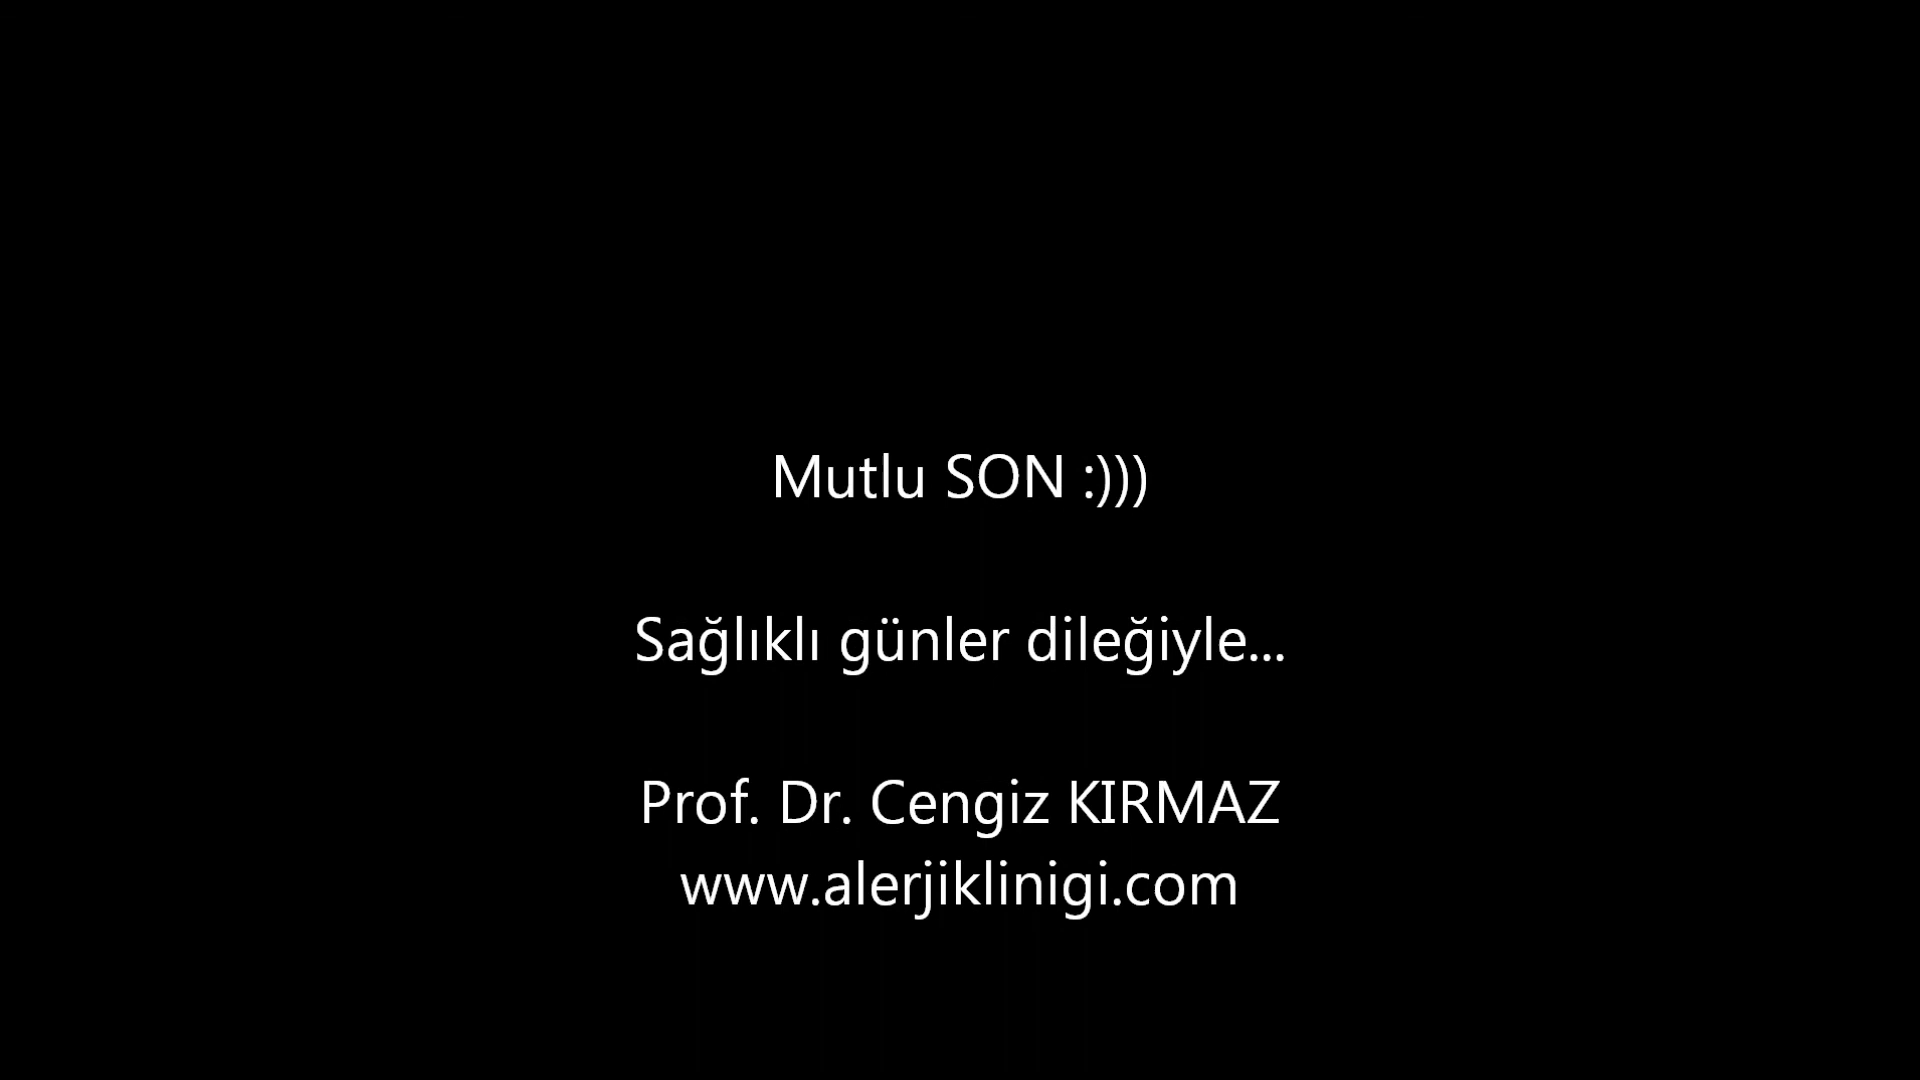 Mutlu SON :)))
Sağlıklı günler dileğiyle...
Prof. Dr. Cengiz KIRMAZ
www.alerjiklinigi.com